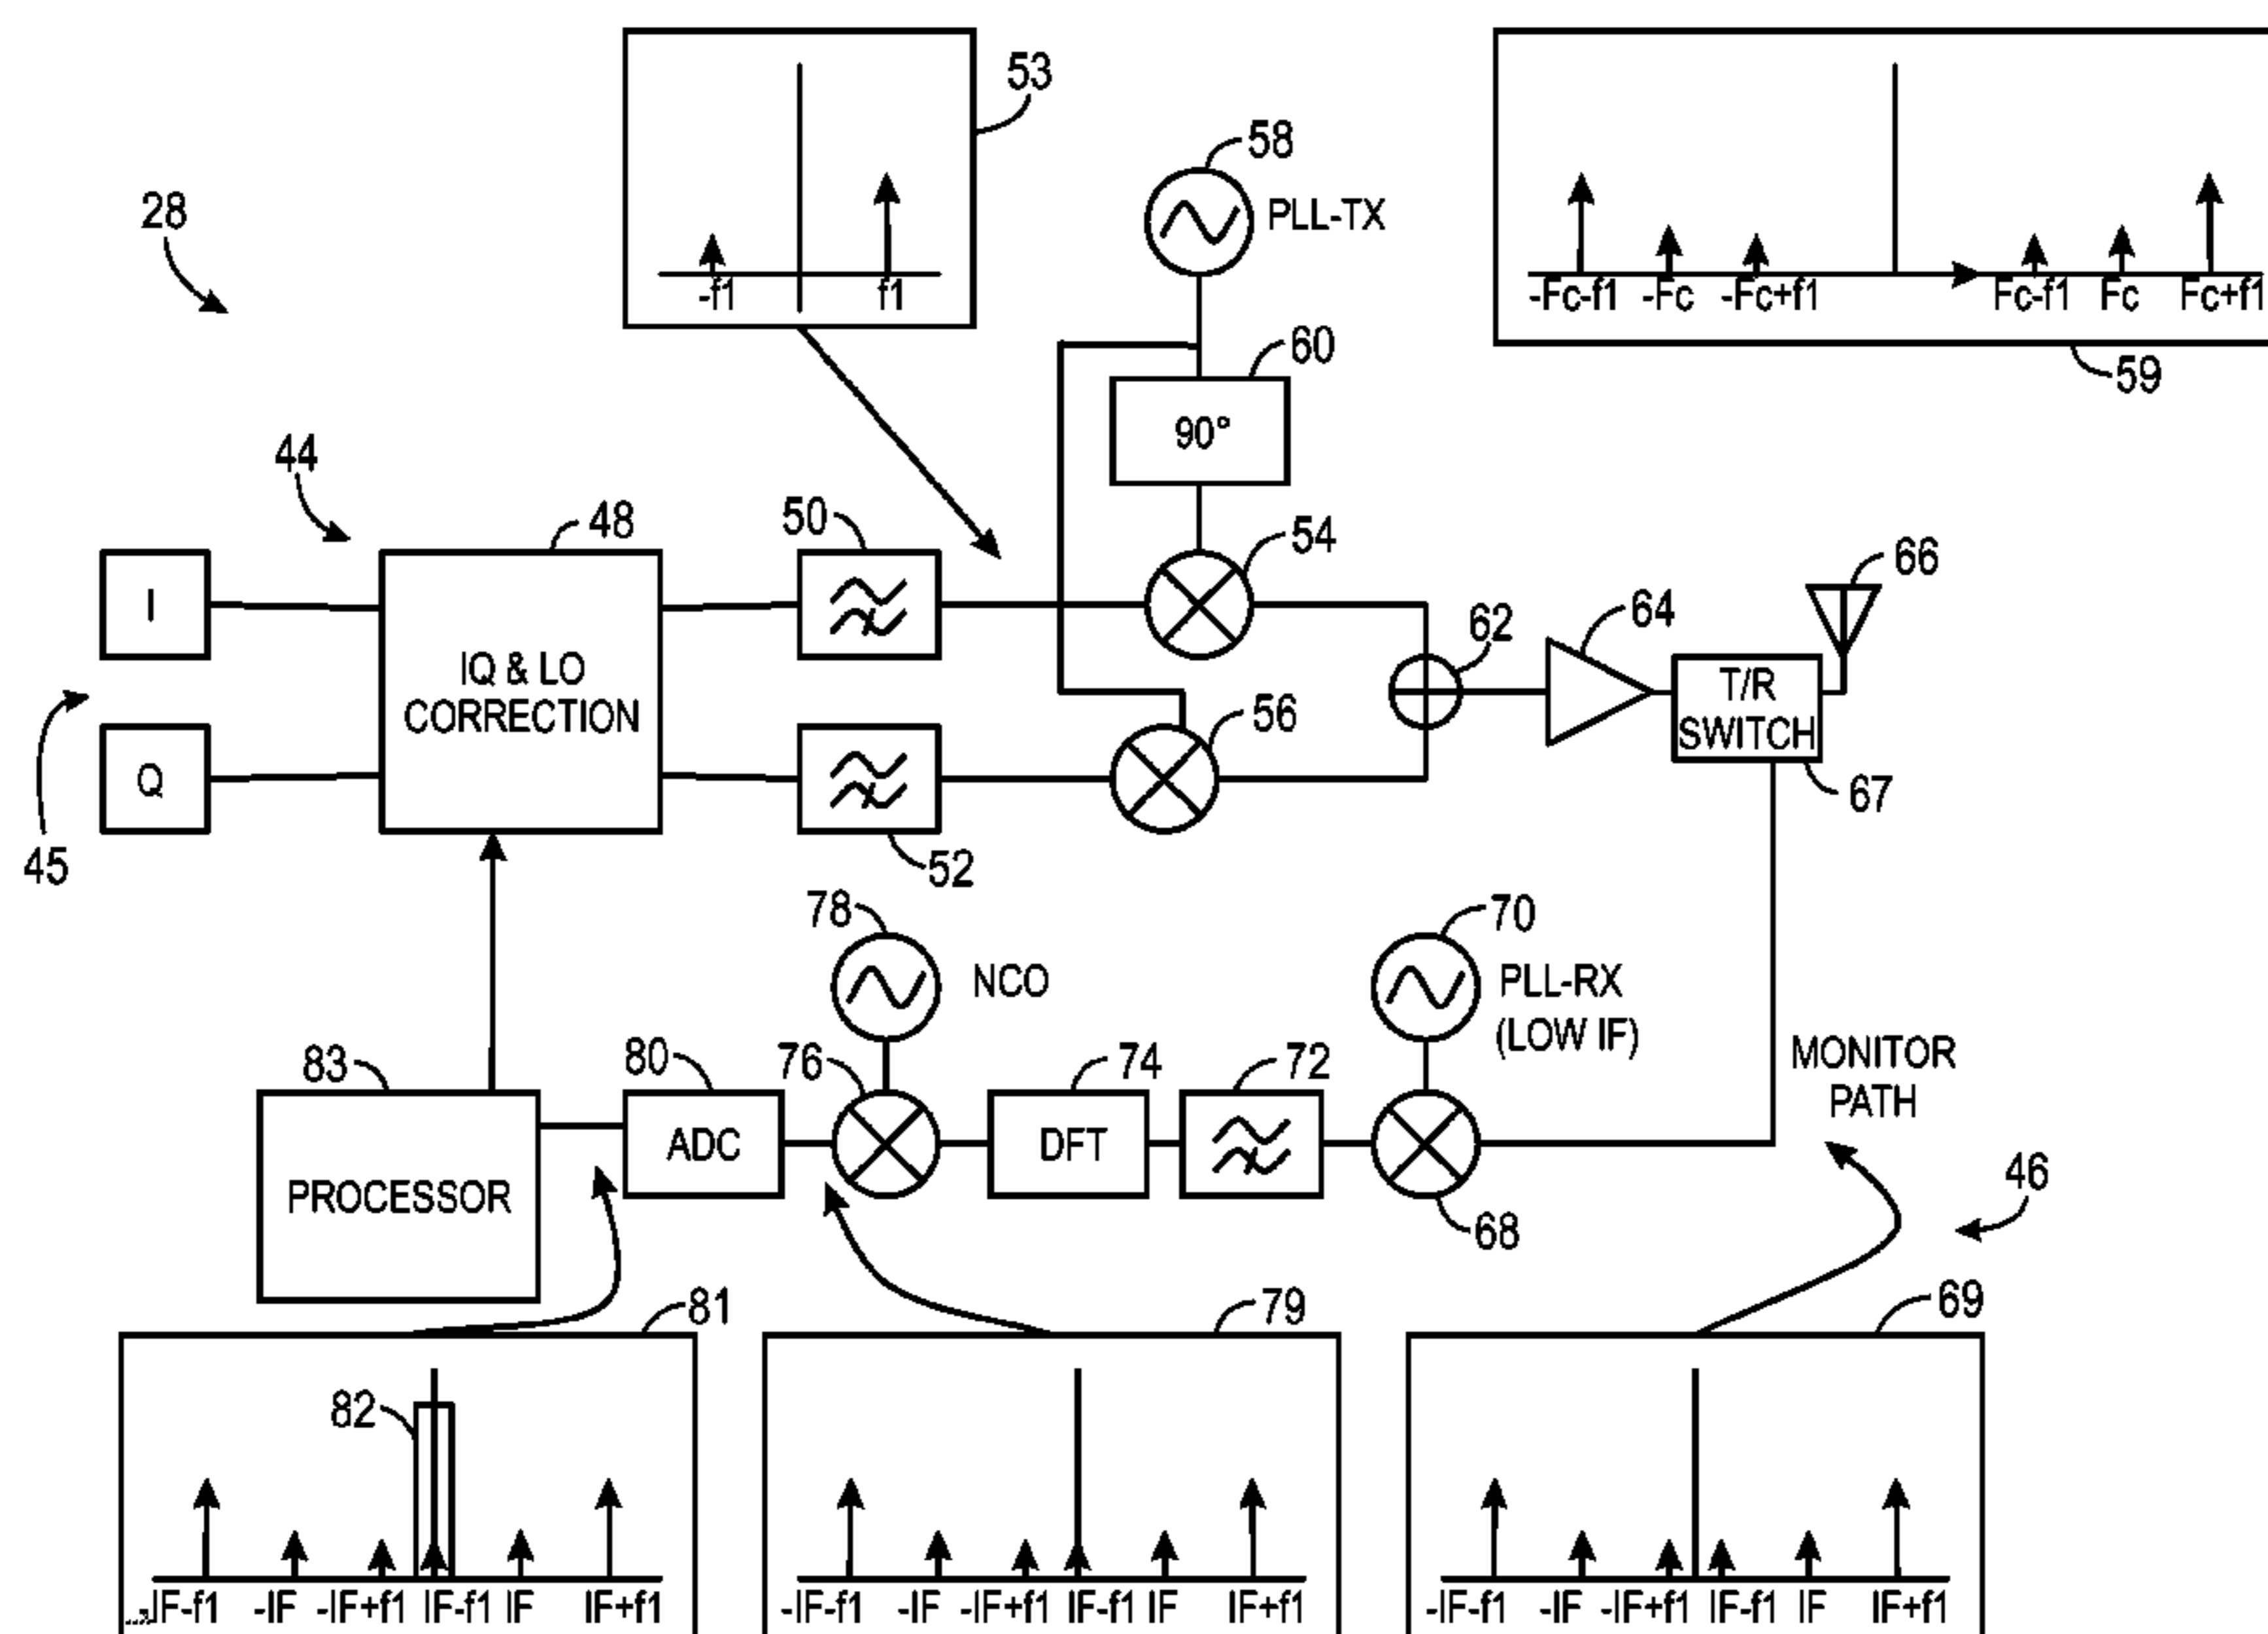 53
-f1
f1
58
PLL-TX
-Fc-f1
-Fc
-Fc+f1
Fc-f1
Fc
Fc+f1
59
28
60
90°
44
48
50
54
66
I
IQ & LO
CORRECTION
62
64
T/R
SWITCH
Q
56
67
45
52
78
NCO
70
PLL-RX
(LOW IF)
MONITOR
PATH
83
80
76
74
72
PROCESSOR
ADC
DFT
68
46
81
79
69
82
-IF-f1
-IF
-IF+f1
IF-f1
IF
IF+f1
-IF-f1
-IF
-IF+f1
IF-f1
IF
IF+f1
-IF-f1
-IF
-IF+f1
IF-f1
IF
IF+f1